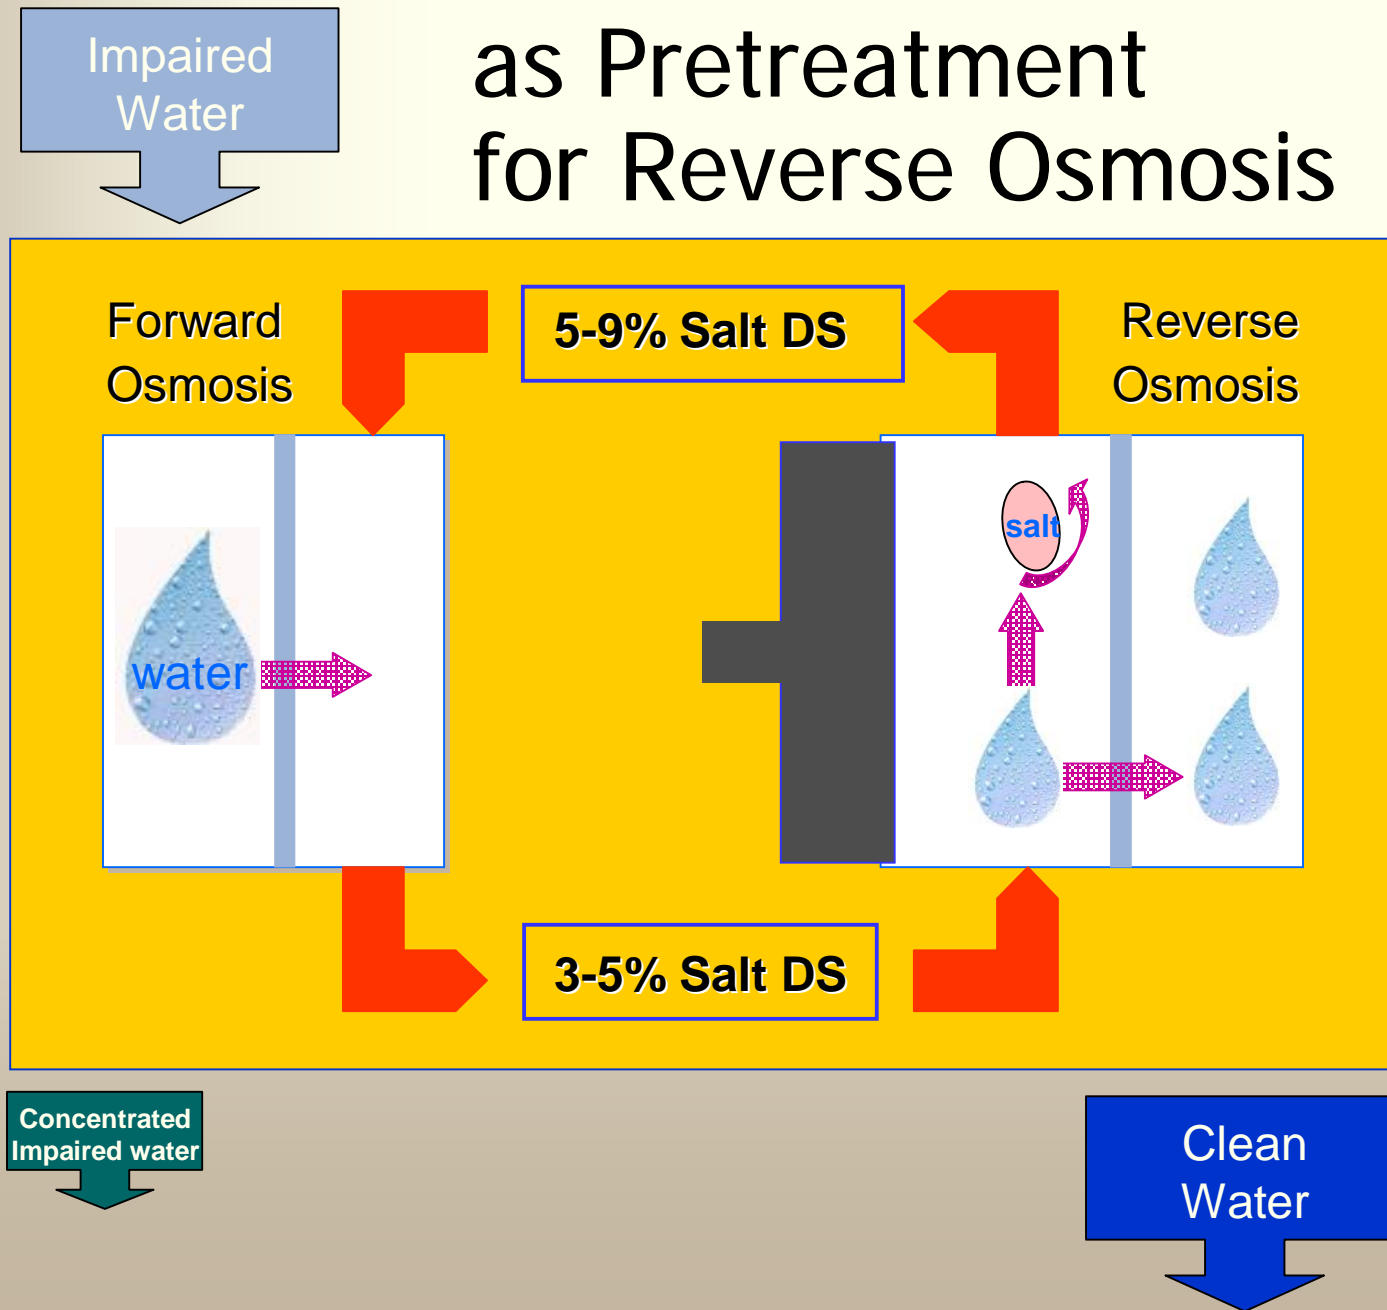 Impaired
Water
as Pretreatment
for Reverse Osmosis
Forward
Osmosis
5-9% Salt DS
Reverse
Osmosis
salt
water
3-5% Salt DS
Concentrated
Impaired water
Clean
Water